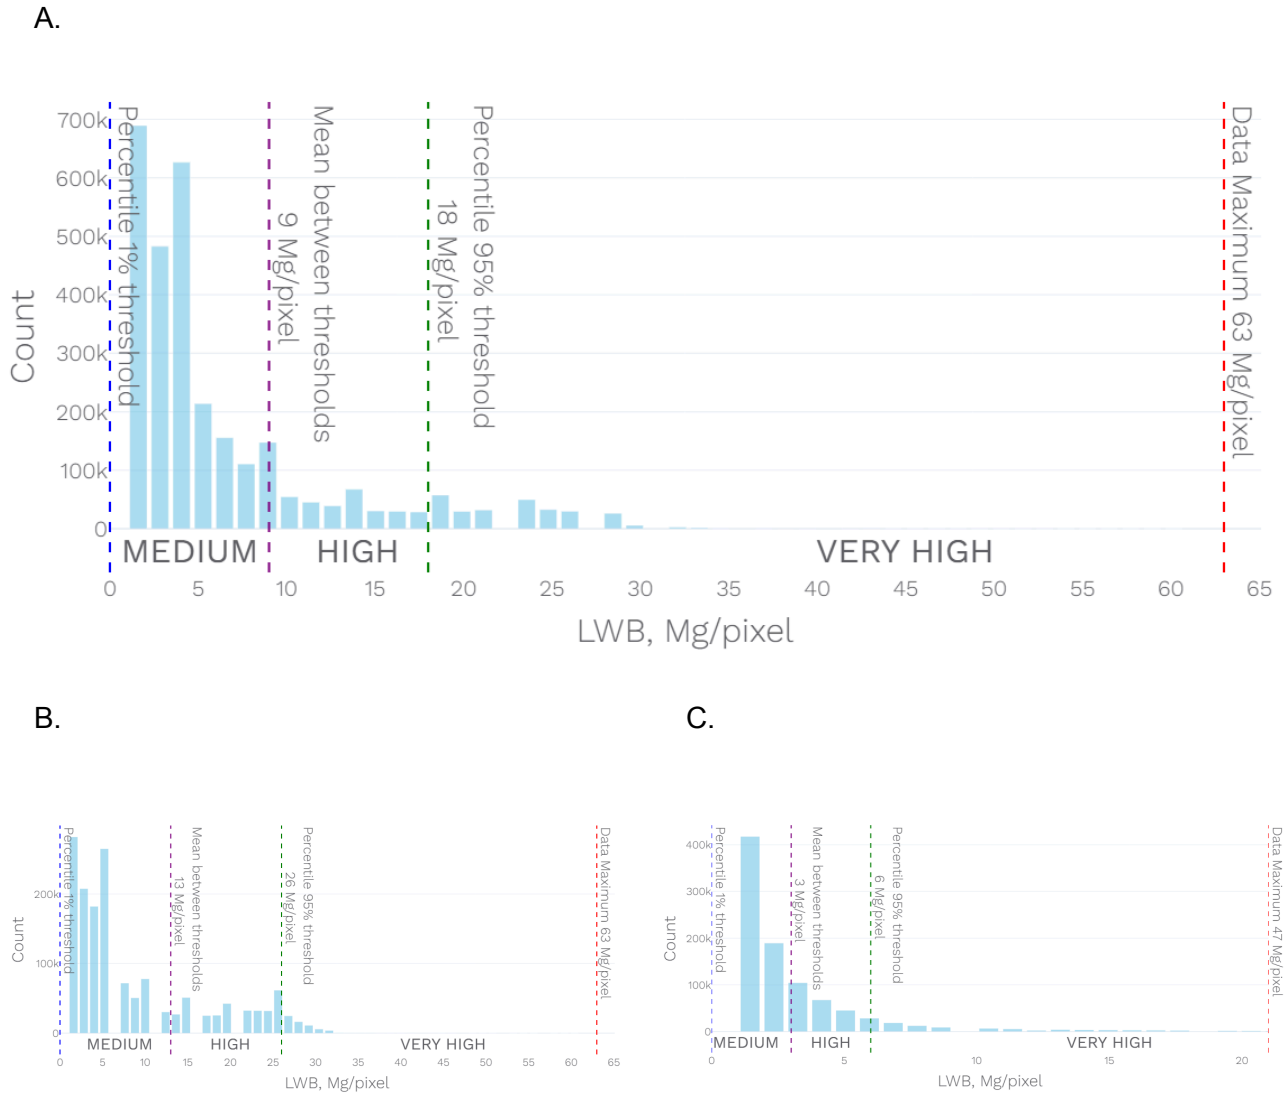 A.
Count
700k
600k
500k
400k
300k
200k
100k
0
Percentile 1% threshold
Mean between thresholds
9 Mg/pixel
Percentile 95% threshold
18 Mg/pixel
Data Maximum 63 Mg/pixel
MEDIUM HIGH VERY HIGH
0 5 10 15 20 25 30 35 40 45 50 55 60 65
LWB, Mg/pixel
B.
Count
200k
100k
0
Percentile 1% threshold
Mean between thresholds
13 Mg/pixel
Percentile 95% threshold
26 Mg/pixel
Data Maximum 63 Mg/pixel
MEDIUM HIGH VERY HIGH
0 5 10 15 20 25 30 35 40 45 50 55 60 65
LWB, Mg/pixel
C.
Count
400k
300k
200k
100k
0
Percentile 1% threshold
Mean between thresholds
3 Mg/pixel
Percentile 95% threshold
6 Mg/pixel
Data Maximum 47 Mg/pixel
MEDIUM HIGH VERY HIGH
0 5 10 15 20
LWB, Mg/pixel